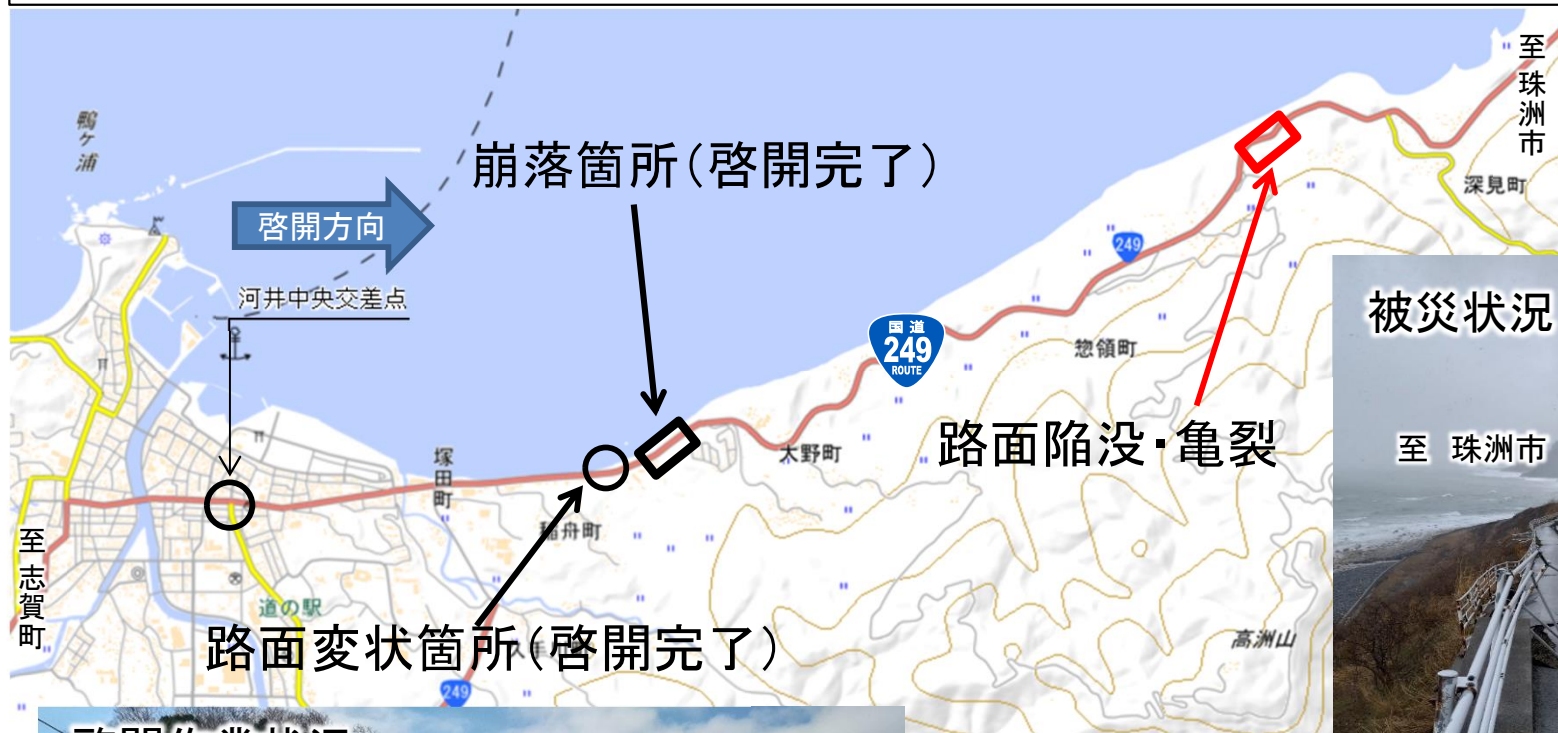 鴨ヶ浦
啓開方向
河井中央交差点
崩落箇所(啓開完了)
至 珠洲市
深見町
249
国道
249
ROUTE
惣領町
被災状況
至 珠洲市
路面陥没・亀裂
大野町
塚田町
稲舟町
至 志賀町
道の駅
路面変状箇所(啓開完了)
高洲山
249